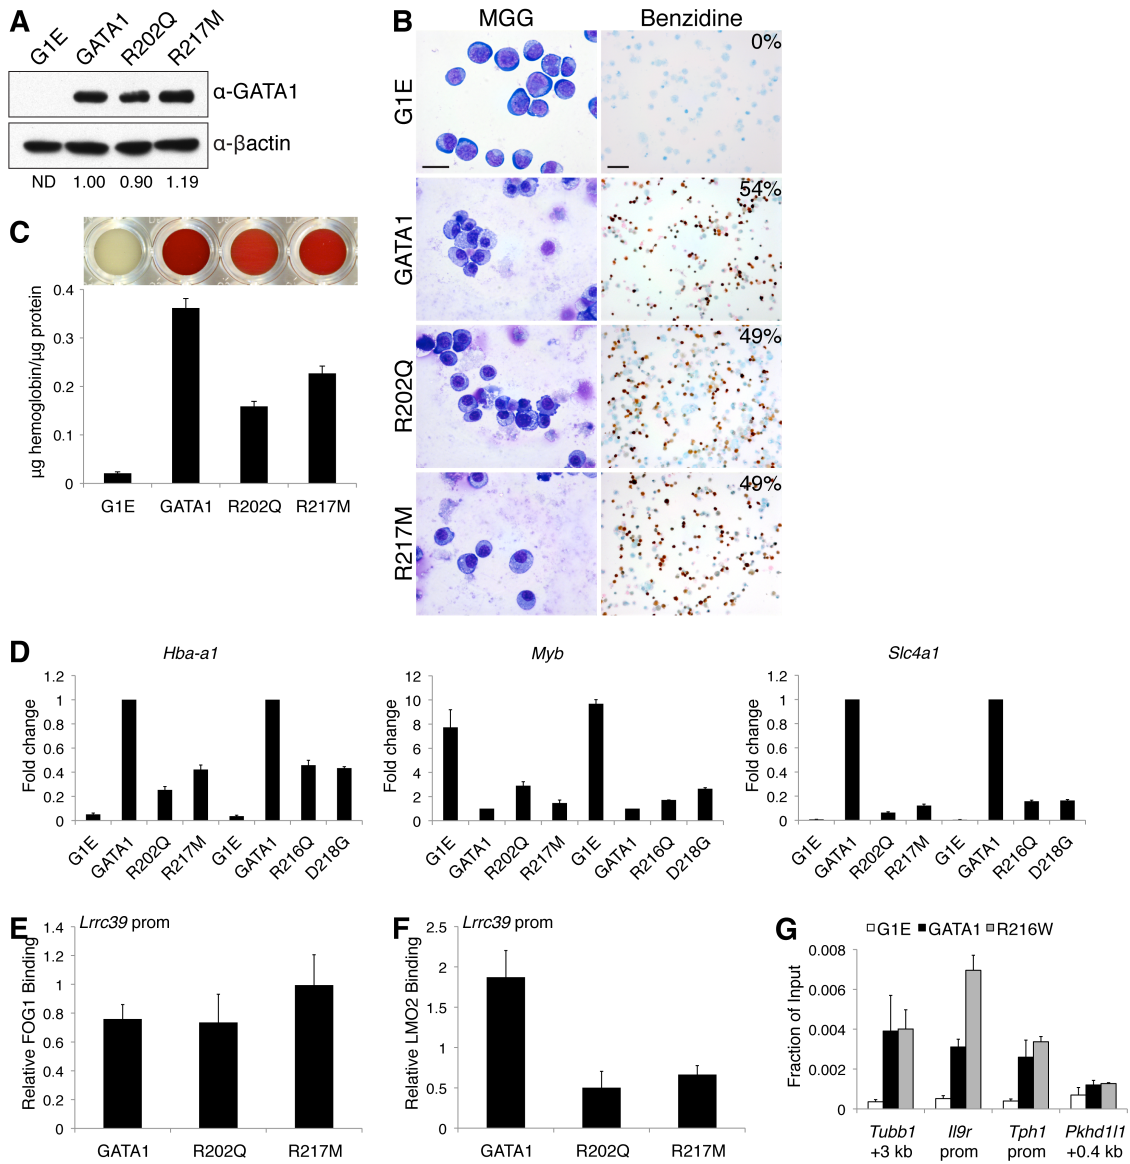 A
G1E GATA1 R202Q R217M
α-GATA1
α-βactin
ND 1.00 0.90 1.19
B
MGG Benzidine
G1E
0%
GATA1
54%
R202Q
49%
R217M
49%
C
µg hemoglobin/µg protein
0.4
0.3
0.2
0.1
0
G1E GATA1 R202Q R217M
D
Hba-a1
Fold change
1.2
1
0.8
0.6
0.4
0.2
0
G1E GATA1 R202Q R217M G1E GATA1 R216Q D218G
Myb
Fold change
12
10
8
6
4
2
0
G1E GATA1 R202Q R217M G1E GATA1 R216Q D218G
Slc4a1
Fold change
1.2
1
0.8
0.6
0.4
0.2
0
G1E GATA1 R202Q R217M G1E GATA1 R216Q D218G
E
Lrrc39 prom
Relative FOG1 Binding
1.4
1.2
1
0.8
0.6
0.4
0.2
0
GATA1 R202Q R217M
F
Lrrc39 prom
Relative LMO2 Binding
2.5
2
1.5
1
0.5
0
GATA1 R202Q R217M
G
G1E GATA1 R216W
Fraction of Input
0.008
0.006
0.004
0.002
0
Tubb1 Il9r Tph1 Pkhd1l1
+3 kb prom prom +0.4 kb